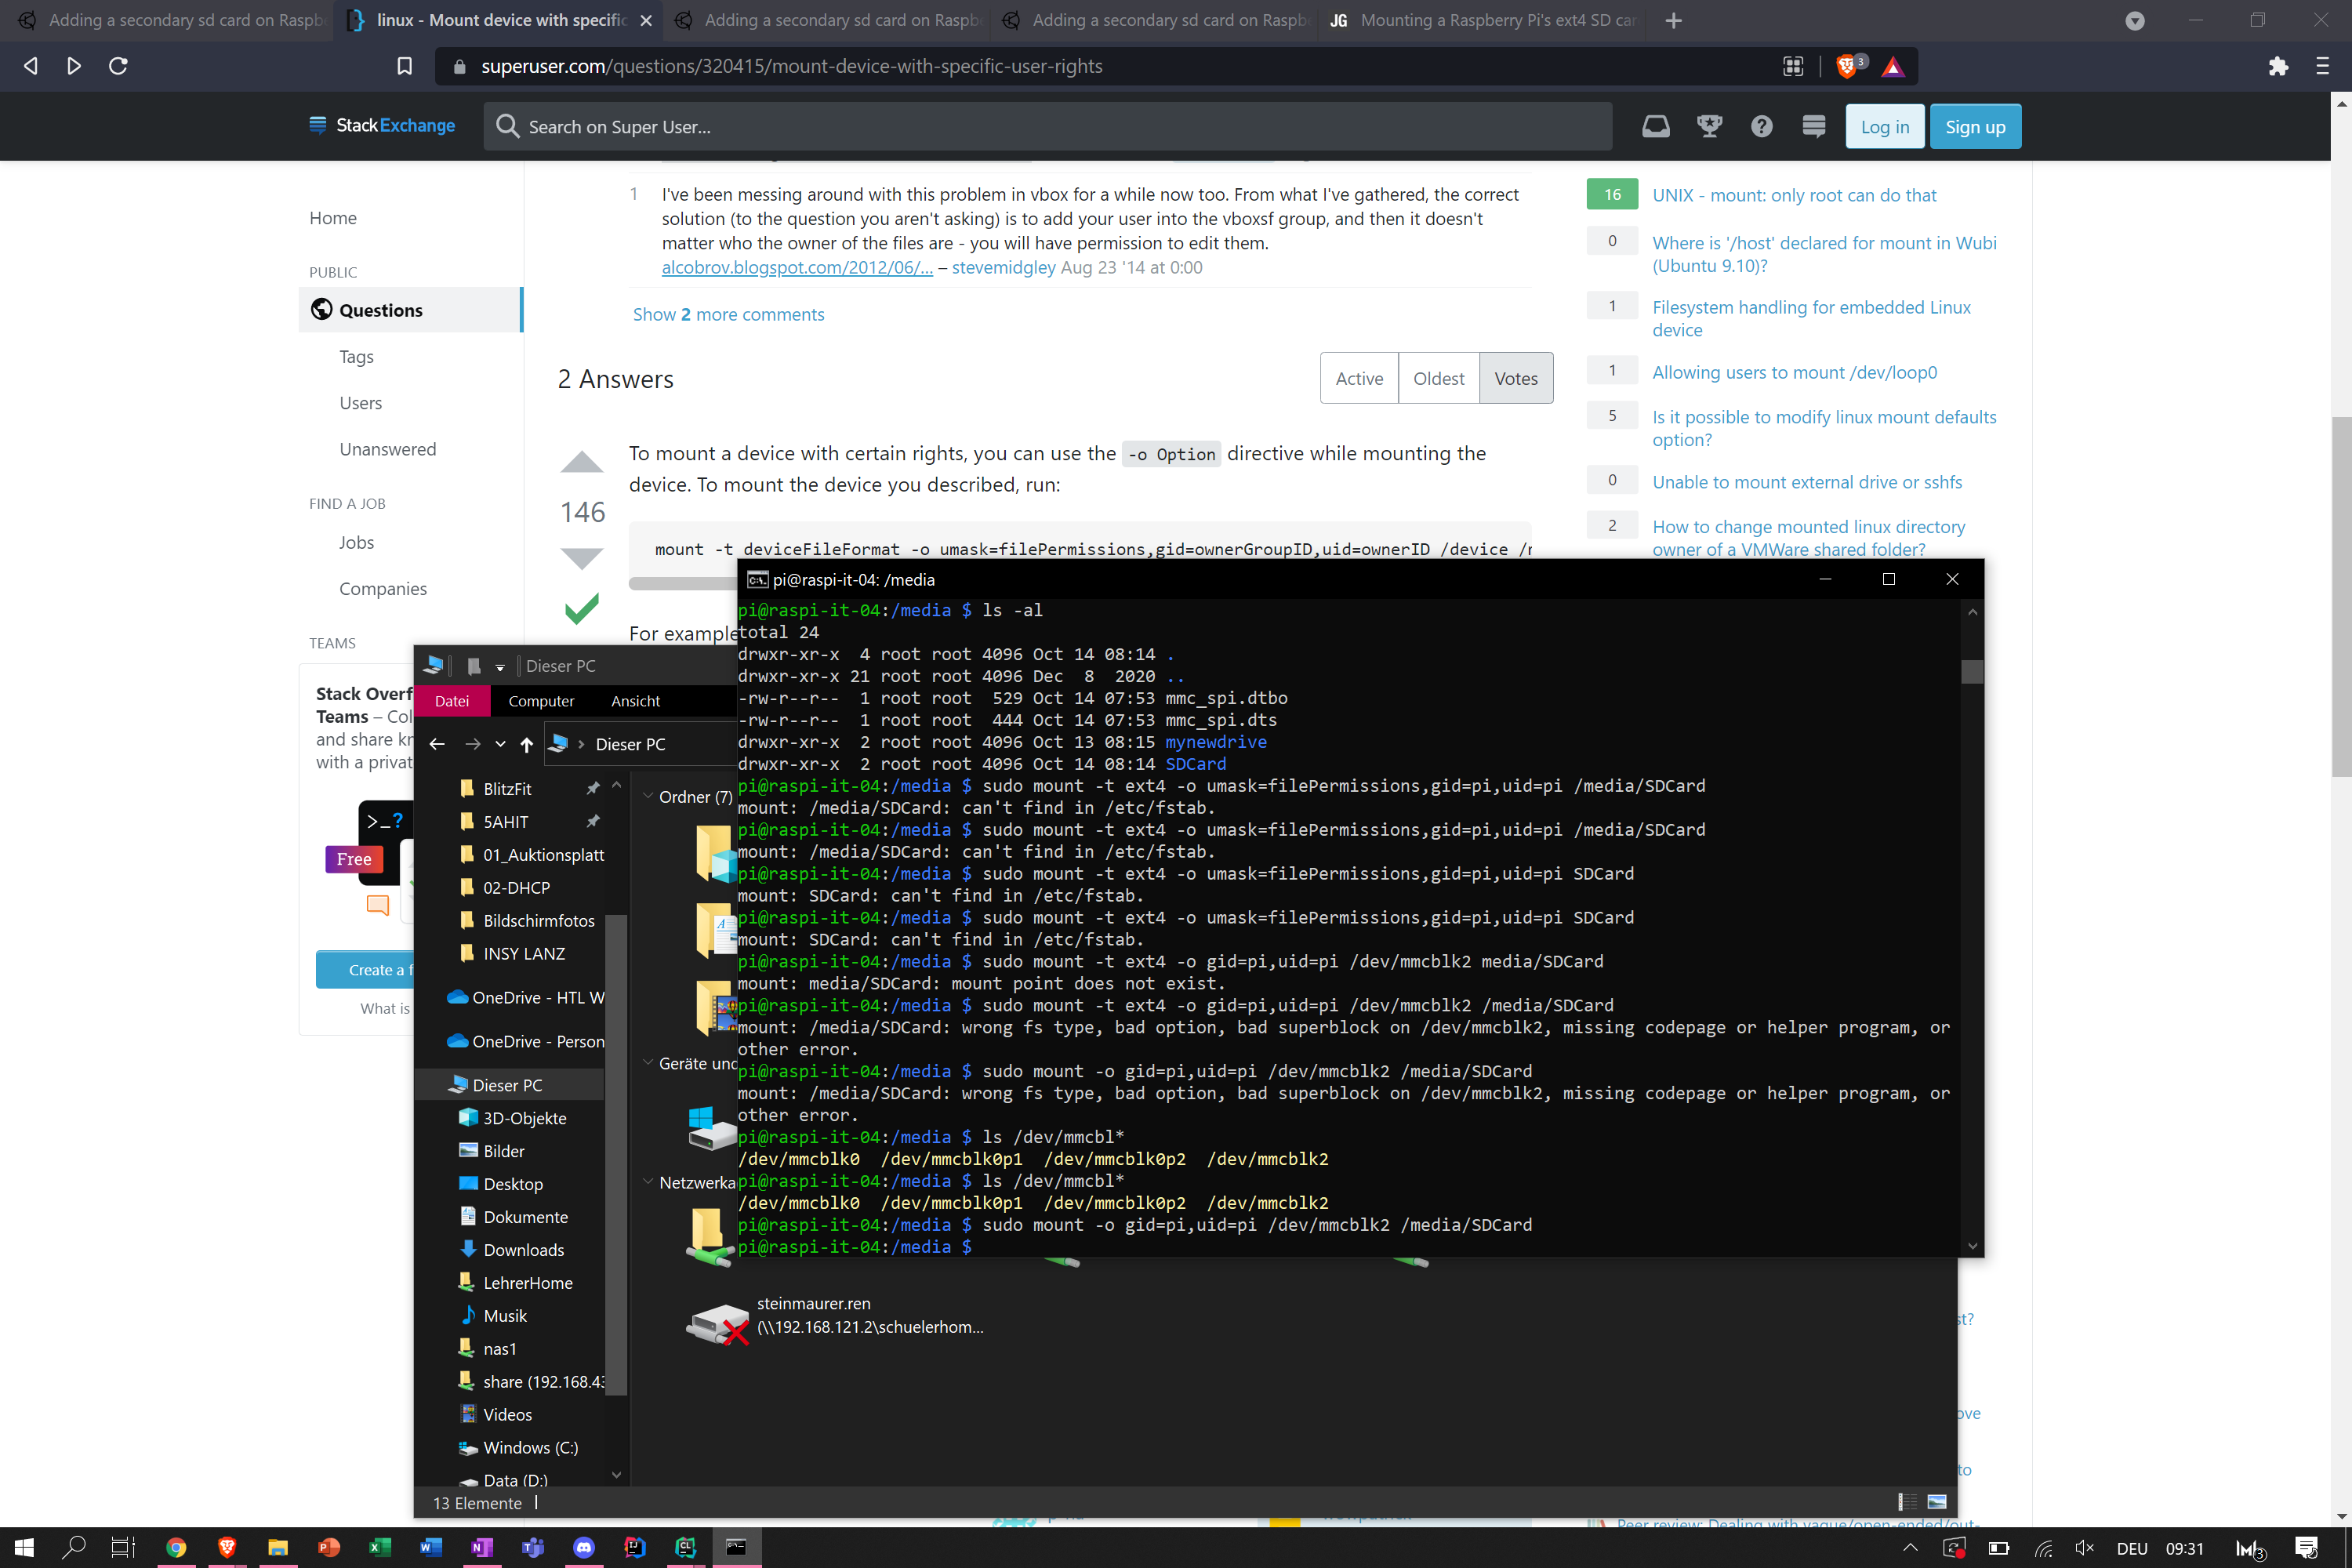 Adding a secondary sd card on Raspb
linux - Mount device with specific
Adding a secondary sd card on Raspb
Adding a secondary sd card on Raspb
JG Mounting a Raspberry Pi's ext4 SD car
superuser.com/questions/320415/mount-device-with-specific-user-rights
3
StackExchange
Search on Super User...
Log in
Sign up
Home
PUBLIC
Questions
Tags
Users
Unanswered
FIND A JOB
Jobs
Companies
TEAMS
Stack Overf
Teams – Col
and share kr
with a privat
>_?
Free
Create a f
What is
1 I've been messing around with this problem in vbox for a while now too. From what I've gathered, the correct
solution (to the question you aren't asking) is to add your user into the vboxsf group, and then it doesn't
matter who the owner of the files are - you will have permission to edit them.
alcobrov.blogspot.com/2012/06/... – stevemidgley Aug 23 '14 at 0:00
Show 2 more comments
2 Answers
Active
Oldest
Votes
146
To mount a device with certain rights, you can use the -o Option directive while mounting the
device. To mount the device you described, run:
mount -t deviceFileFormat -o umask=filePermissions,gid=ownerGroupID,uid=ownerID /device /
For example
16 UNIX - mount: only root can do that
0 Where is '/host' declared for mount in Wubi
(Ubuntu 9.10)?
1 Filesystem handling for embedded Linux
device
1 Allowing users to mount /dev/loop0
5 Is it possible to modify linux mount defaults
option?
0 Unable to mount external drive or sshfs
2 How to change mounted linux directory
owner of a VMWare shared folder?
st?
ove
to
Peer review: Dealing with vague/open-ended/out-
pi@raspi-it-04: /media
pi@raspi-it-04:/media $ ls -al
total 24
drwxr-xr-x  4 root root 4096 Oct 14 08:14 .
drwxr-xr-x 21 root root 4096 Dec  8  2020 ..
-rw-r--r--  1 root root  529 Oct 14 07:53 mmc_spi.dtbo
-rw-r--r--  1 root root  444 Oct 14 07:53 mmc_spi.dts
drwxr-xr-x  2 root root 4096 Oct 13 08:15 mynewdrive
drwxr-xr-x  2 root root 4096 Oct 14 08:14 SDCard
pi@raspi-it-04:/media $ sudo mount -t ext4 -o umask=filePermissions,gid=pi,uid=pi /media/SDCard
mount: /media/SDCard: can't find in /etc/fstab.
pi@raspi-it-04:/media $ sudo mount -t ext4 -o umask=filePermissions,gid=pi,uid=pi /media/SDCard
mount: /media/SDCard: can't find in /etc/fstab.
pi@raspi-it-04:/media $ sudo mount -t ext4 -o umask=filePermissions,gid=pi,uid=pi SDCard
mount: SDCard: can't find in /etc/fstab.
pi@raspi-it-04:/media $ sudo mount -t ext4 -o umask=filePermissions,gid=pi,uid=pi SDCard
mount: SDCard: can't find in /etc/fstab.
pi@raspi-it-04:/media $ sudo mount -t ext4 -o gid=pi,uid=pi /dev/mmcblk2 media/SDCard
mount: media/SDCard: mount point does not exist.
pi@raspi-it-04:/media $ sudo mount -t ext4 -o gid=pi,uid=pi /dev/mmcblk2 /media/SDCard
mount: /media/SDCard: wrong fs type, bad option, bad superblock on /dev/mmcblk2, missing codepage or helper program, or
other error.
pi@raspi-it-04:/media $ sudo mount -o gid=pi,uid=pi /dev/mmcblk2 /media/SDCard
mount: /media/SDCard: wrong fs type, bad option, bad superblock on /dev/mmcblk2, missing codepage or helper program, or
other error.
pi@raspi-it-04:/media $ ls /dev/mmcbl*
/dev/mmcblk0  /dev/mmcblk0p1  /dev/mmcblk0p2  /dev/mmcblk2
pi@raspi-it-04:/media $ ls /dev/mmcbl*
/dev/mmcblk0  /dev/mmcblk0p1  /dev/mmcblk0p2  /dev/mmcblk2
pi@raspi-it-04:/media $ sudo mount -o gid=pi,uid=pi /dev/mmcblk2 /media/SDCard
pi@raspi-it-04:/media $
Dieser PC
Datei
Computer
Ansicht
Dieser PC
BlitzFit
5AHIT
01_Auktionsplatt
02-DHCP
Bildschirmfotos
INSY LANZ
OneDrive - HTL W
OneDrive - Person
Dieser PC
3D-Objekte
Bilder
Desktop
Dokumente
Downloads
LehrerHome
Musik
nas1
share (192.168.43
Videos
Windows (C:)
Data (D:)
Ordner (7)
Geräte und
Netzwerka
steinmaurer.ren
(\\192.168.121.2\schuelerhom...
13 Elemente
DEU
09:31
3